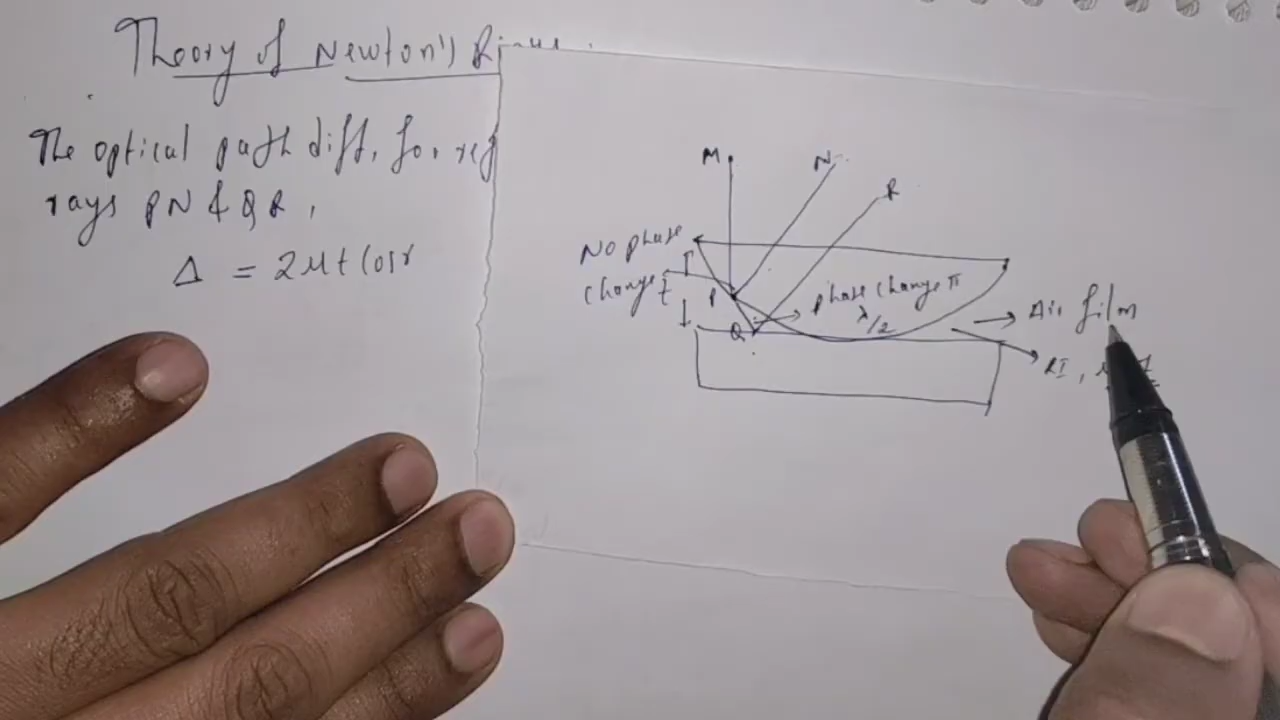 Theory of Newton's
The optical path diff. for ref
rays PN & QR,
Δ = 2μt cosr
M
N
R
No phase
change
t
P
Q
phase change π
λ/2
Air film
RI,